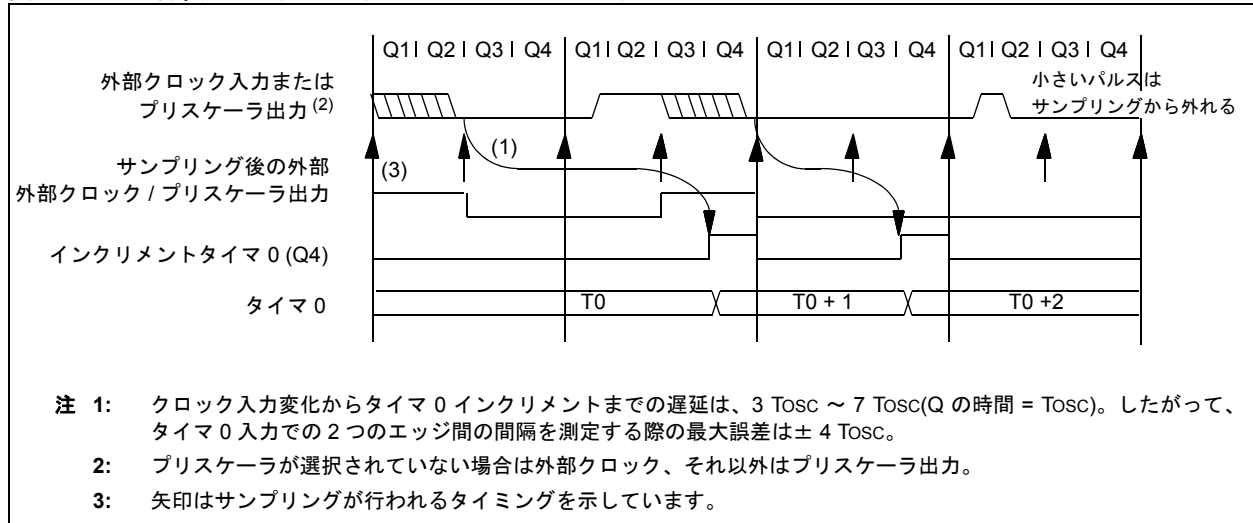 Q1 | Q2 | Q3 | Q4 Q1 | Q2 | Q3 | Q4 Q1 | Q2 | Q3 | Q4 Q1 | Q2 | Q3 | Q4
外部クロック入力または
プリスケーラ出力 (2)
小さいパルスは
サンプリングから外れる
(1)
(3)
サンプリング後の外部
外部クロック / プリスケーラ出力
インクリメントタイマ 0 (Q4)
タイマ 0
T0 T0 + 1 T0 +2
注 1: クロック入力変化からタイマ 0 インクリメントまでの遅延は、3 TOSC ～ 7 TOSC(Q の時間 = TOSC)。したがって、
タイマ 0 入力での 2 つのエッジ間の間隔を測定する際の最大誤差は± 4 TOSC。
2: プリスケーラが選択されていない場合は外部クロック、それ以外はプリスケーラ出力。
3: 矢印はサンプリングが行われるタイミングを示しています。